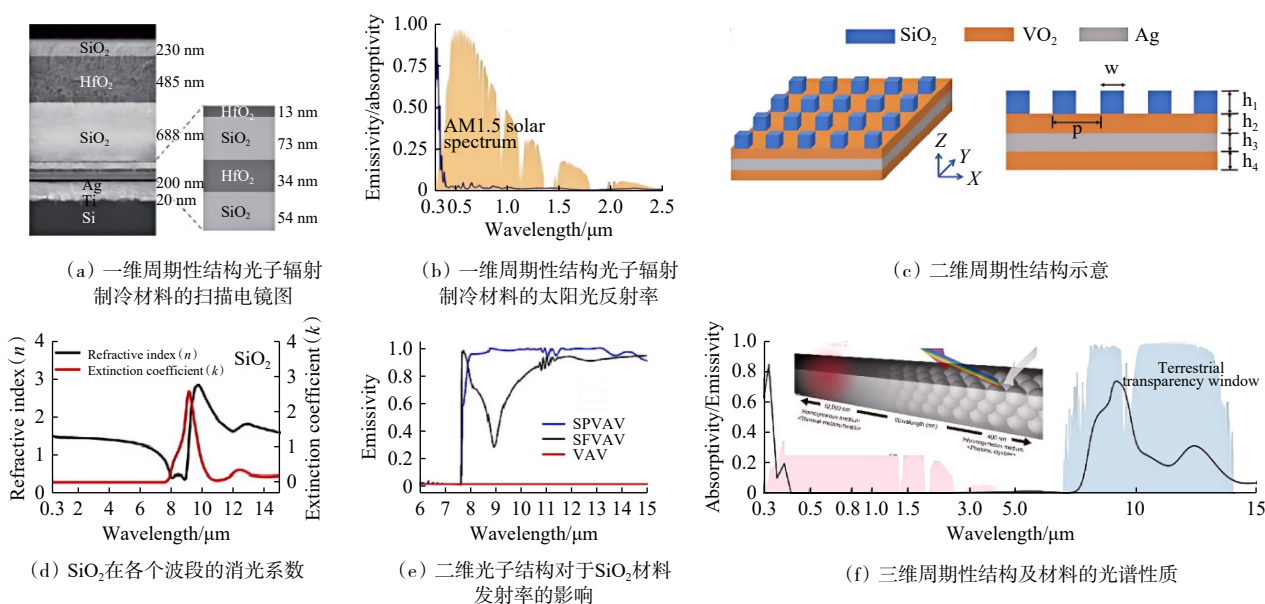 SiO₂
230 nm
HfO₂
485 nm
SiO₂
688 nm
Ag
200 nm
Ti
20 nm
Si
HfO₂
13 nm
SiO₂
73 nm
HfO₂
34 nm
SiO₂
54 nm
(a) 一维周期性结构光子辐射
制冷材料的扫描电镜图
Emissivity/absorptivity
1.00
0.75
0.50
0.25
0
AM1.5 solar
spectrum
0.3 0.5 1.0 1.5 2.0 2.5
Wavelength/μm
(b) 一维周期性结构光子辐射
制冷材料的太阳光反射率
SiO₂ VO₂ Ag
Z
Y
X
w
p
h₁
h₂
h₃
h₄
(c) 二维周期性结构示意
Refractive index (n)
4
3
2
1
0
Refractive index (n)
Extinction coefficient (k)
SiO₂
4
3
2
1
0
Extinction coefficient (k)
0.3 2 4 6 8 10 12 14
Wavelength/μm
(d) SiO₂在各个波段的消光系数
Emissivity
1.0
0.8
0.6
0.4
0.2
0
SPVAV
SFVAV
VAV
6 7 8 9 10 11 12 13 14 15
Wavelength/μm
(e) 二维光子结构对于SiO₂材料
发射率的影响
Absorptivity/Emissivity
1.0
0.8
0.6
0.4
0.2
0
Terrestrial
transparency window
Wavelength (nm)
400 nm
0.3 0.5 0.8 1.0 1.5 3.0 5.0 10 15
Wavelength/μm
(f) 三维周期性结构及材料的光谱性质